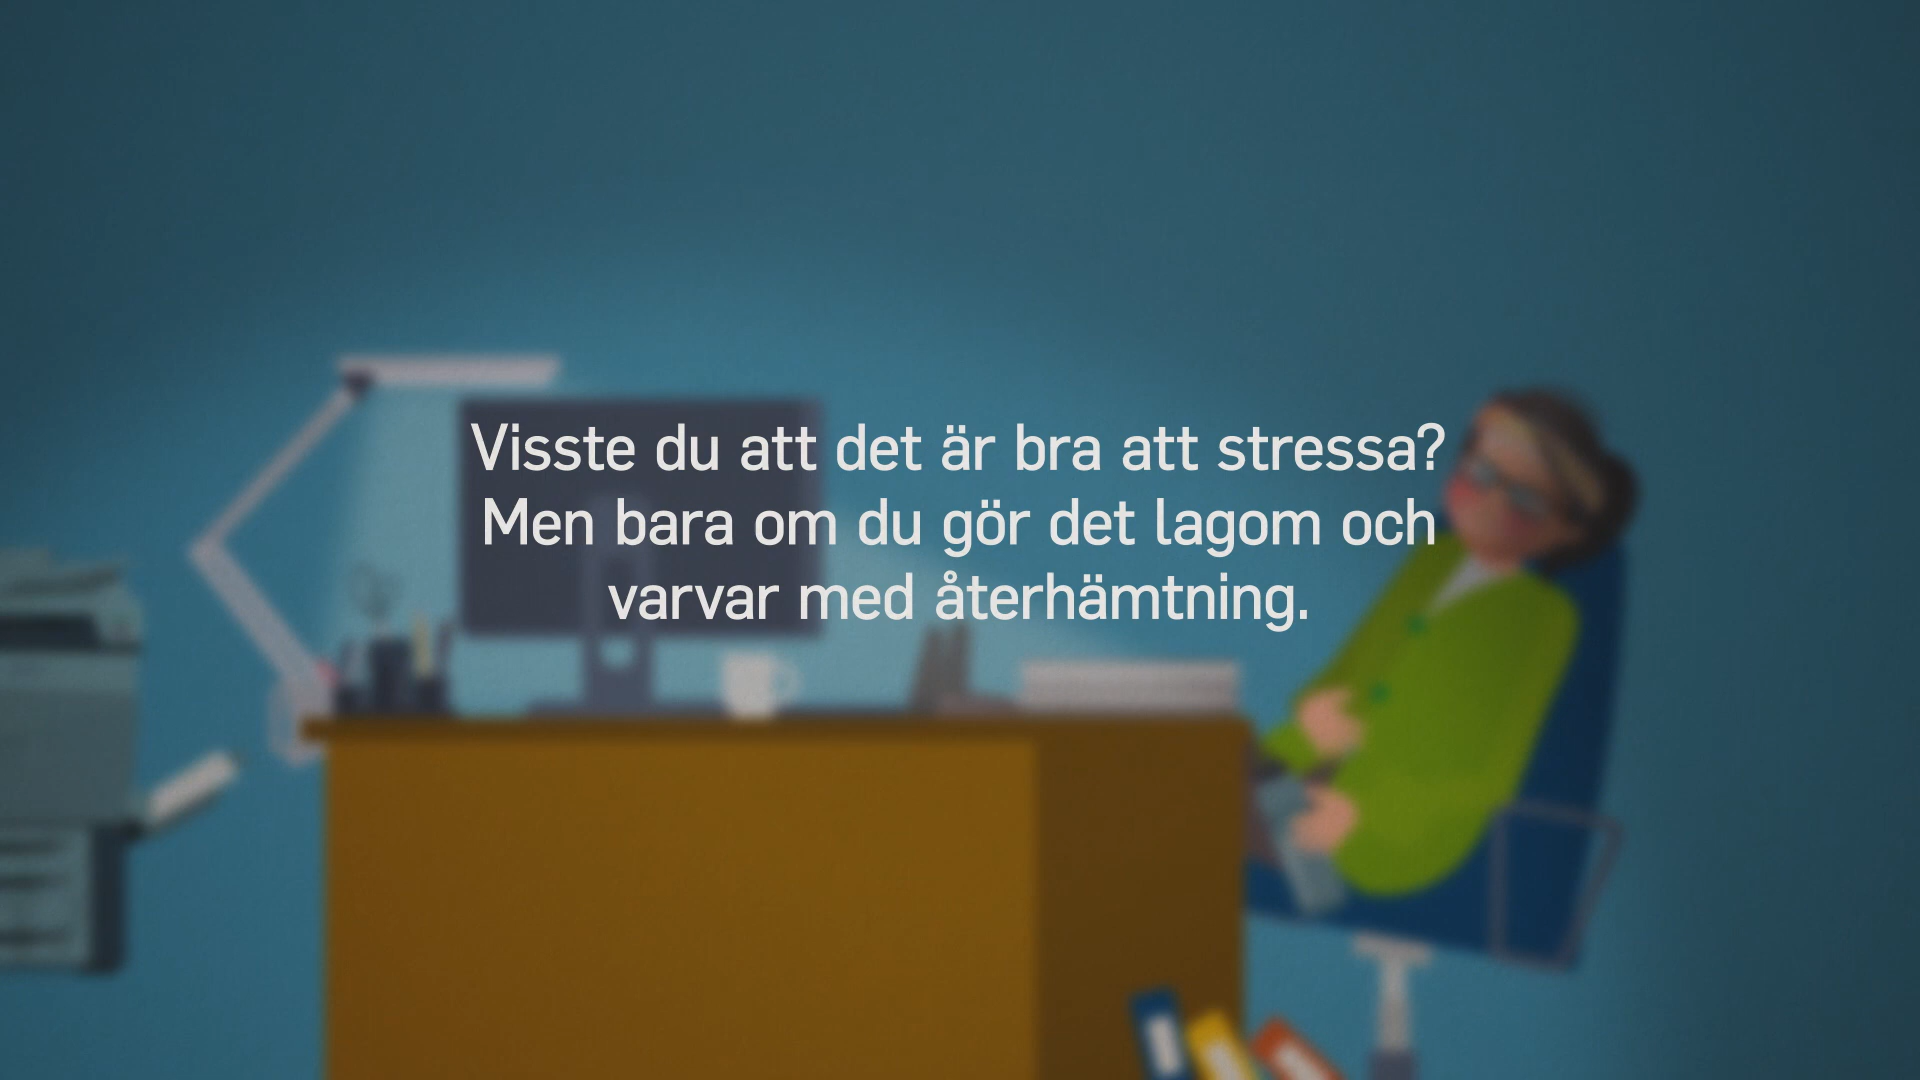 Visste du att det är bra att stressa?
Men bara om du gör det lagom och
varvar med återhämtning.